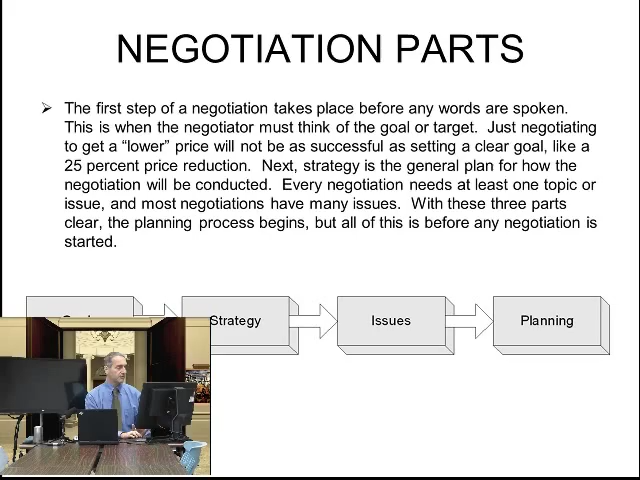 NEGOTIATION PARTS
The first step of a negotiation takes place before any words are spoken.
This is when the negotiator must think of the goal or target. Just negotiating
to get a “lower” price will not be as successful as setting a clear goal, like a
25 percent price reduction. Next, strategy is the general plan for how the
negotiation will be conducted. Every negotiation needs at least one topic or
issue, and most negotiations have many issues. With these three parts
clear, the planning process begins, but all of this is before any negotiation is
started.
Strategy
Issues
Planning